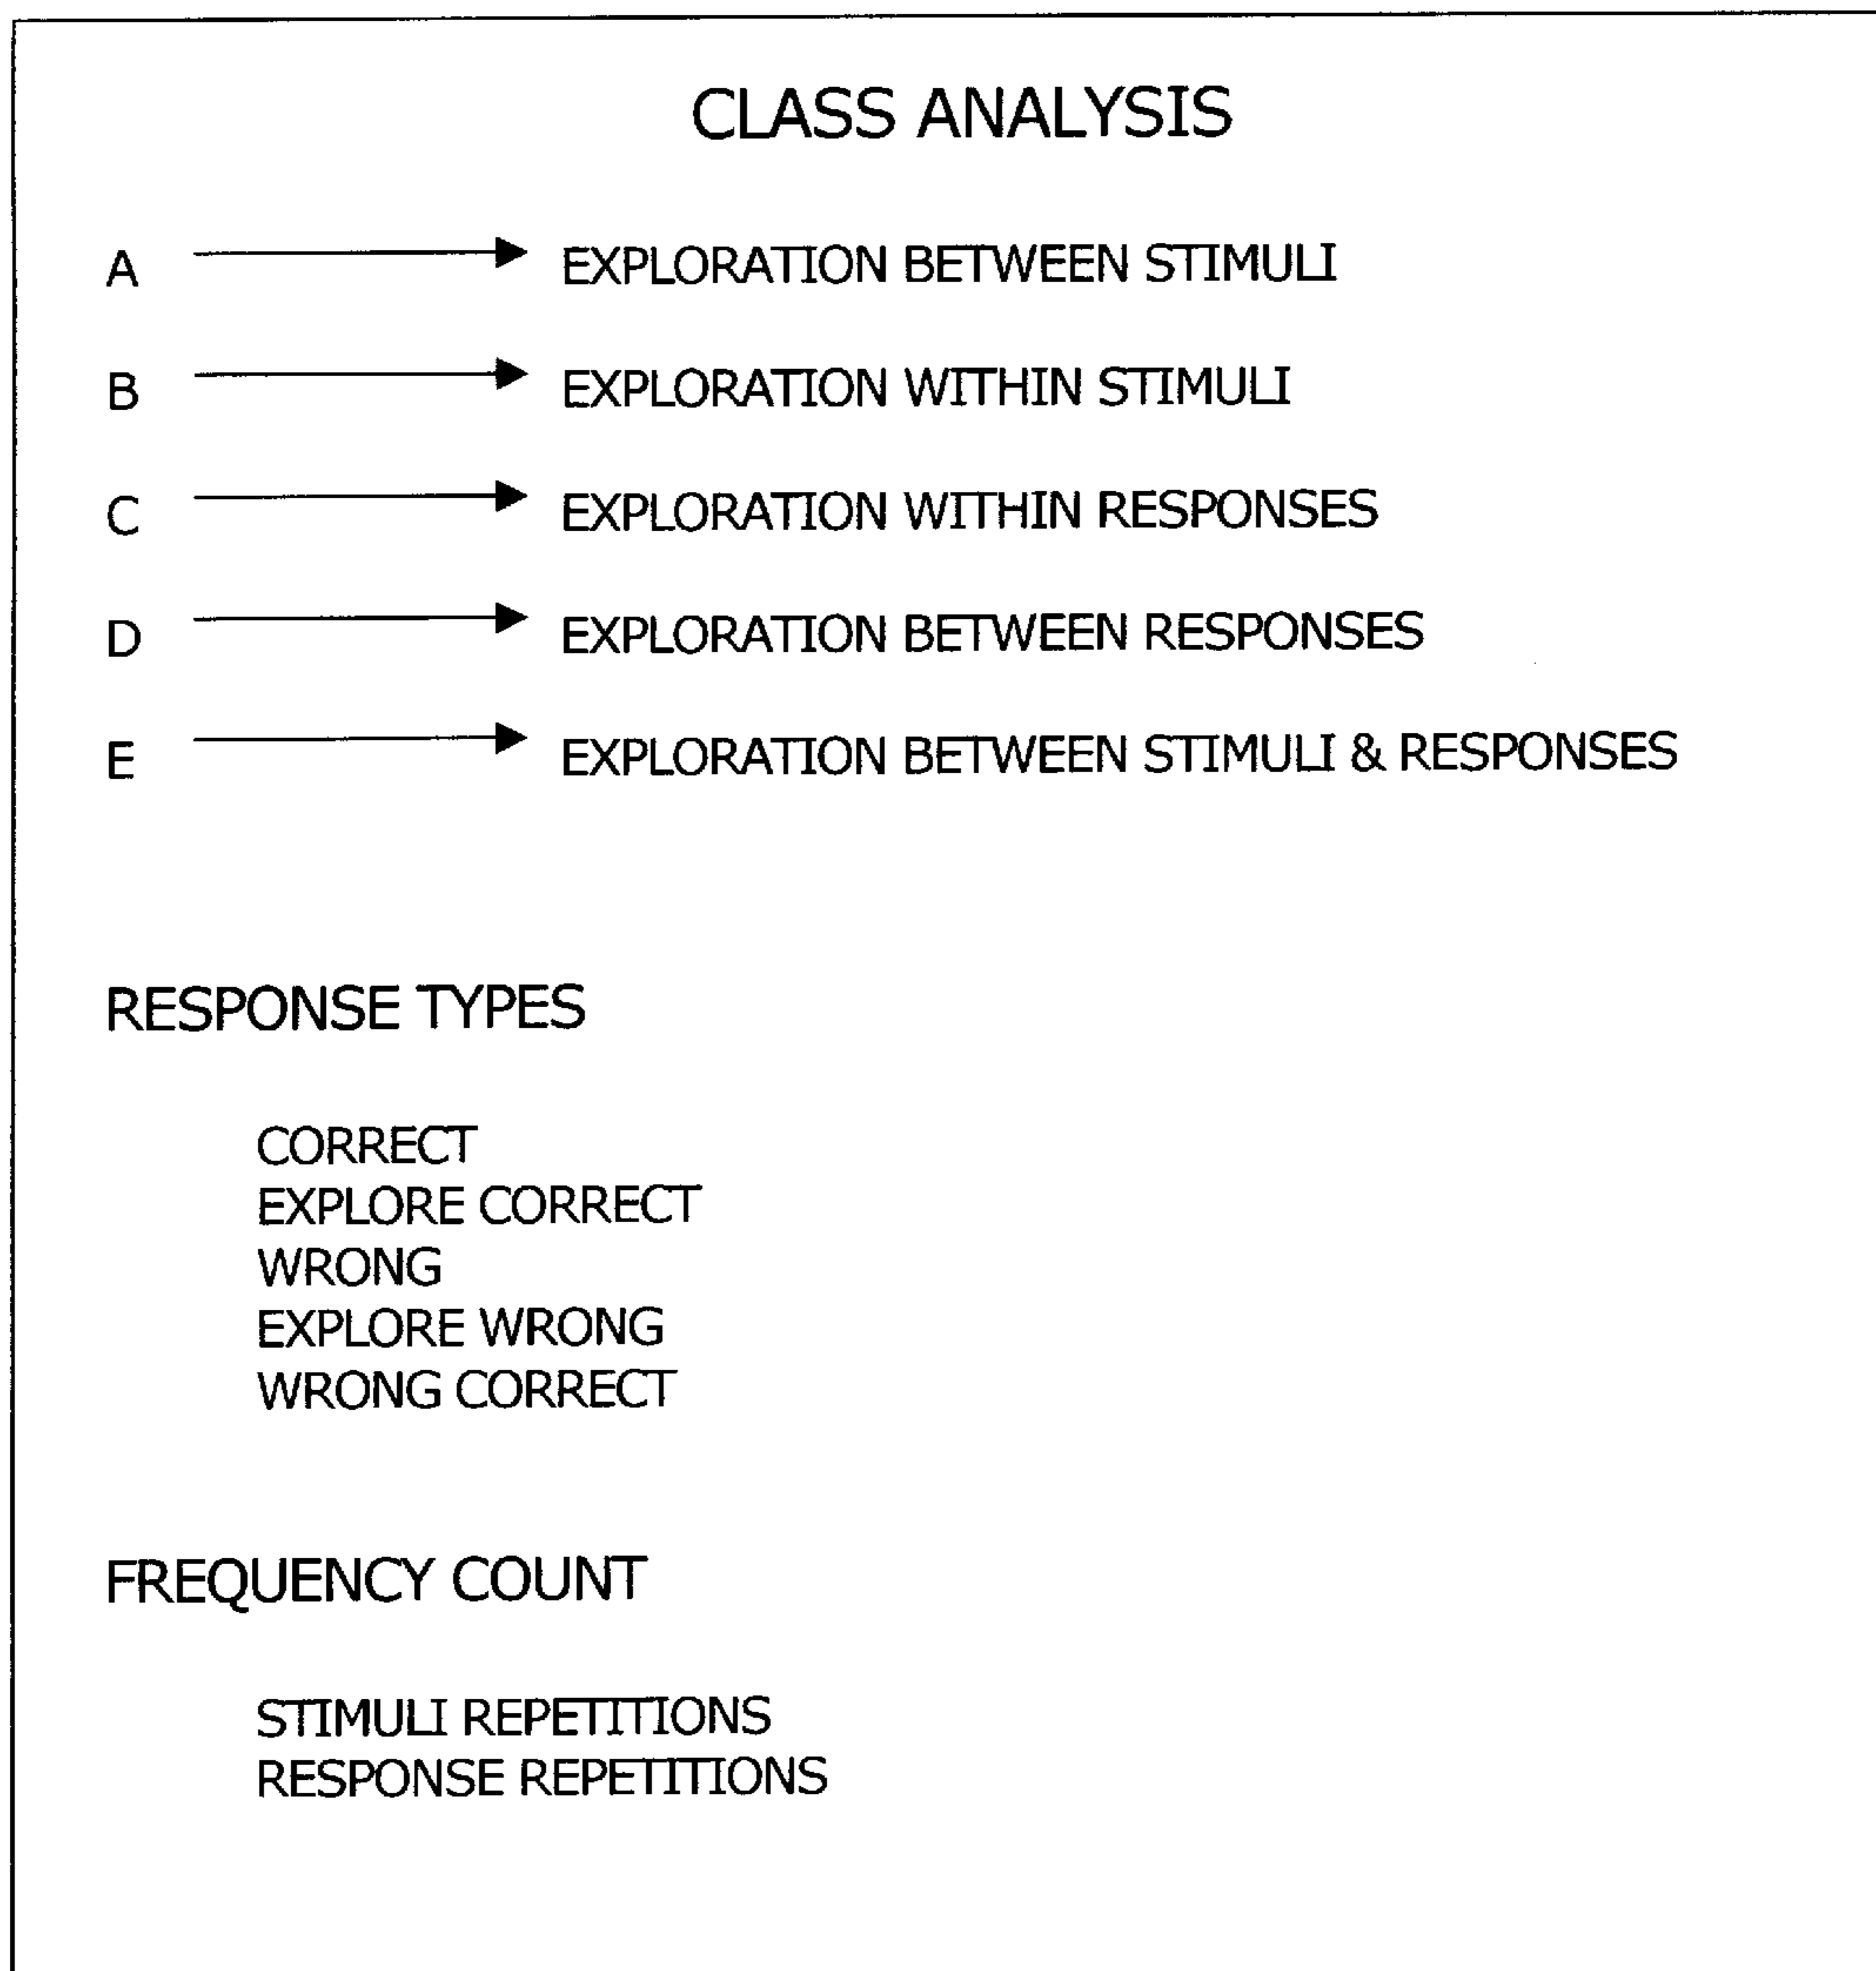 CLASS ANALYSIS
A EXPLORATION BETWEEN STIMULI
B EXPLORATION WITHIN STIMULI
C EXPLORATION WITHIN RESPONSES
D EXPLORATION BETWEEN RESPONSES
E EXPLORATION BETWEEN STIMULI & RESPONSES
RESPONSE TYPES
CORRECT
EXPLORE CORRECT
WRONG
EXPLORE WRONG
WRONG CORRECT
FREQUENCY COUNT
STIMULI REPETITIONS
RESPONSE REPETITIONS